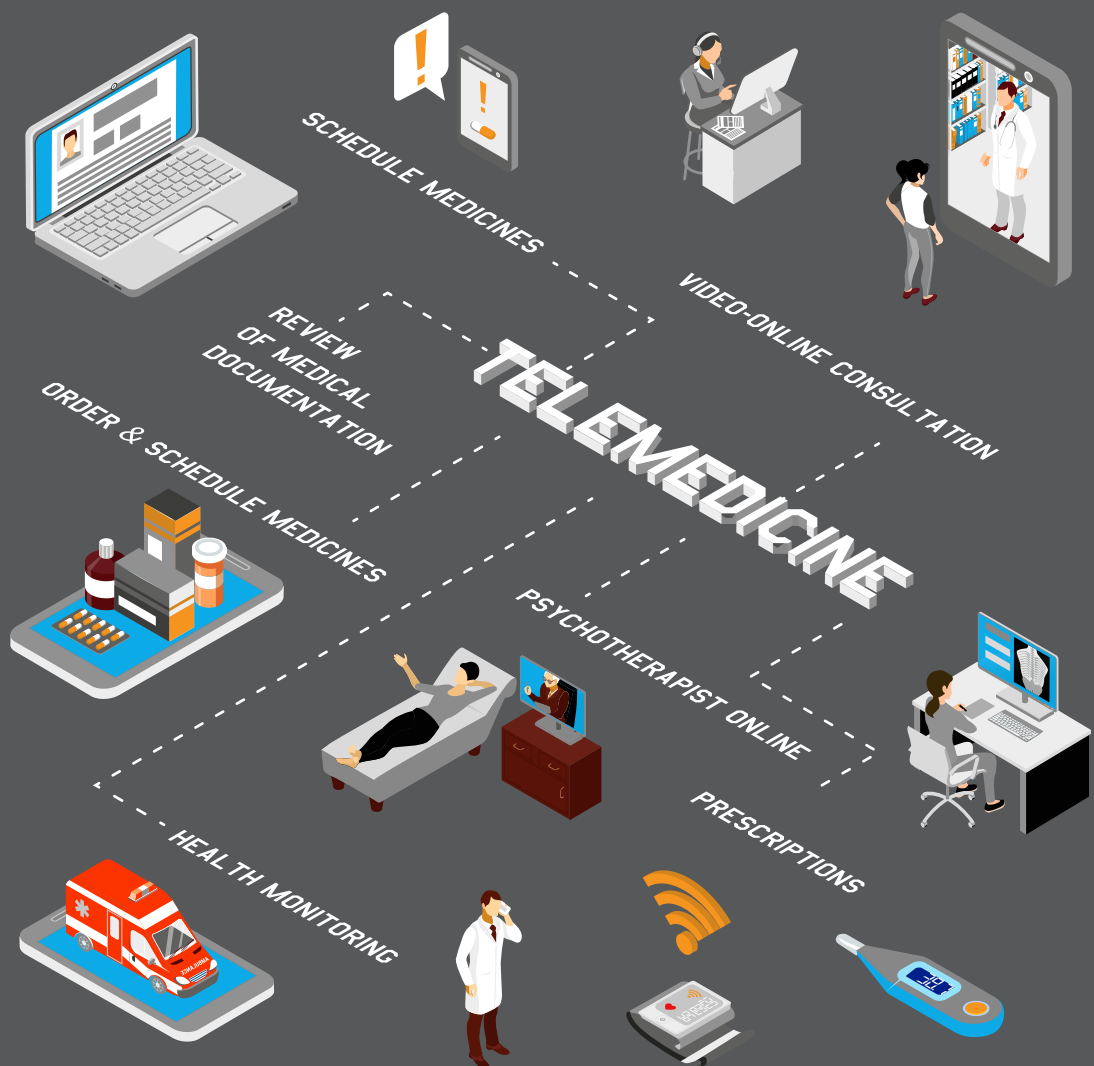 SCHEDULE MEDICINES
VIDEO-ONLINE CONSULTATION
REVIEW
OF MEDICAL
DOCUMENTATION
TELEMEDICINE
ORDER & SCHEDULE MEDICINES
PSYCHOTHERAPIST ONLINE
PRESCRIPTIONS
HEALTH MONITORING